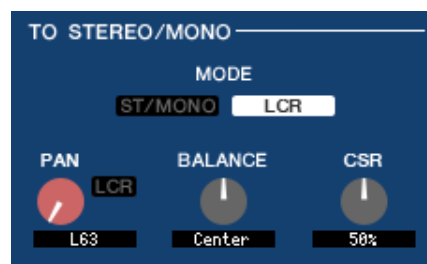 TO STEREO/MONO
MODE
ST/MONO LCR
PAN BALANCE CSR
LCR
L63 Center 50%